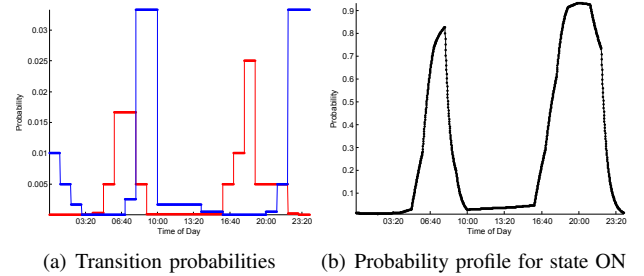 0.03
0.025
0.02
0.015
0.01
0.005
Probability
03:20 06:40 10:00 13:20 16:40 20:00 23:20
Time of Day
0.9
0.8
0.7
0.6
0.5
0.4
0.3
0.2
0.1
Probability
03:20 06:40 10:00 13:20 16:40 20:00 23:20
Time of Day
(a) Transition probabilities
(b) Probability profile for state ON